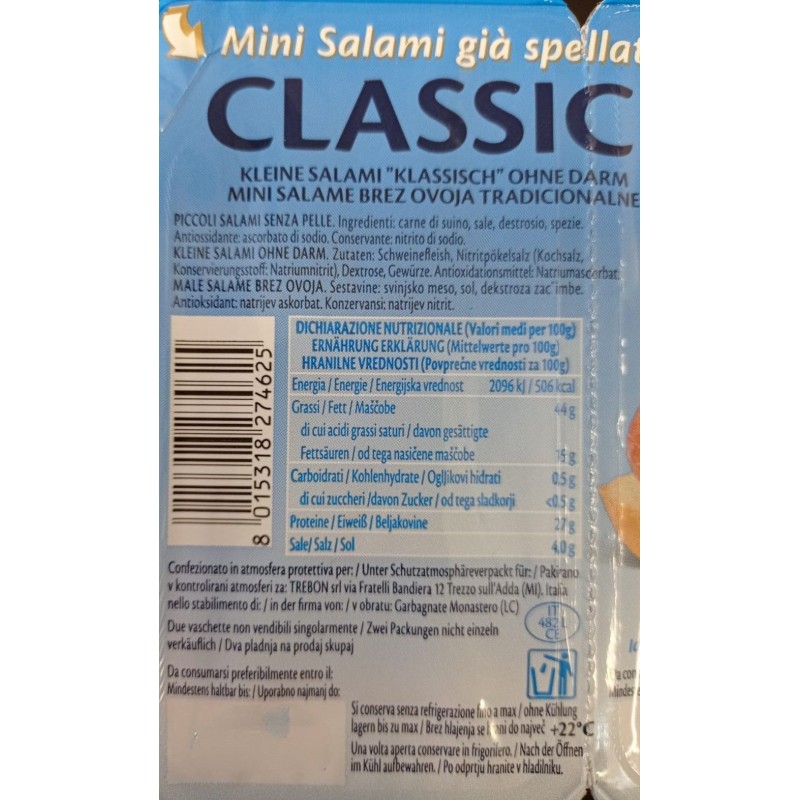 Mini Salami già spellat
CLASSIC
KLEINE SALAMI "KLASSISCH" OHNE DARM
MINI SALAME BREZ OVOJA TRADICIONALNE
PICCOLI SALAMI SENZA PELLE. Ingredienti: carne di suino, sale, destrosio, spezie.
Antiossidante: ascorbato di sodio. Conservante: nitrito di sodio.
KLEINE SALAMI OHNE DARM. Zutaten: Schweinefleish, Nitritpökelsalz (Kochsalz,
Konservierungsstoff: Natriumnitrit), Dextrose, Gewürze. Antioxidationsmittel: Natriumascorbat.
MALE SALAME BREZ OVOJA. Sestavine: svinjsko meso, sol, dekstroza zac˘imbe.
Antioksidant: natrijev askorbat. Konzervansi: natrijev nitrit.
DICHIARAZIONE NUTRIZIONALE (Valori medi per 100g)
ERNÄHRUNG ERKLÄRUNG (Mittelwerte pro 100g)
HRANILNE VREDNOSTI (Povprečne vrednosti za 100g)
Energia / Energie / Energijska vrednost 2096 kJ / 506 kcal
Grassi / Fett / Maščobe 44 g
di cui acidi grassi saturi / davon gesättigte
Fettsäuren / od tega nasičene maščobe 15 g
Carboidrati / Kohlenhydrate / Ogljikovi hidrati 0.5 g
di cui zuccheri /davon Zucker / od tega sladkorji <0.5 g
Proteine / Eiweiß / Beljakovine 27 g
Sale/ Salz / Sol 4.0 g
8 015318 274625
Confezionato in atmosfera protettiva per: / Unter Schutzatmosphäreverpackt für: / Pakirano
v kontrolirani atmosferi za: TREBON srl via Fratelli Bandiera 12 Trezzo sull'Adda (MI). Italia
nello stabilimento di: / in der firma von: / v obratu: Garbagnate Monastero (LC)
IT
482 L
CE
Due vaschette non vendibili singolarmente / Zwei Packungen nicht einzeln
verkäuflich / Dva pladnja na prodaj skupaj
Da consumarsi preferibilmente entro il:
Mindestens haltbar bis: / Uporabno najmanj do:
Si conserva senza refrigerazione fino a max / ohne Kühlung
lagern bis zu max / Brez hlajenja se hrani do največ +22°C
Una volta aperta conservare in frigorifero. / Nach der Öffnen
im Kühl aufbewahren. / Po odprtju hranite v hladilniku.